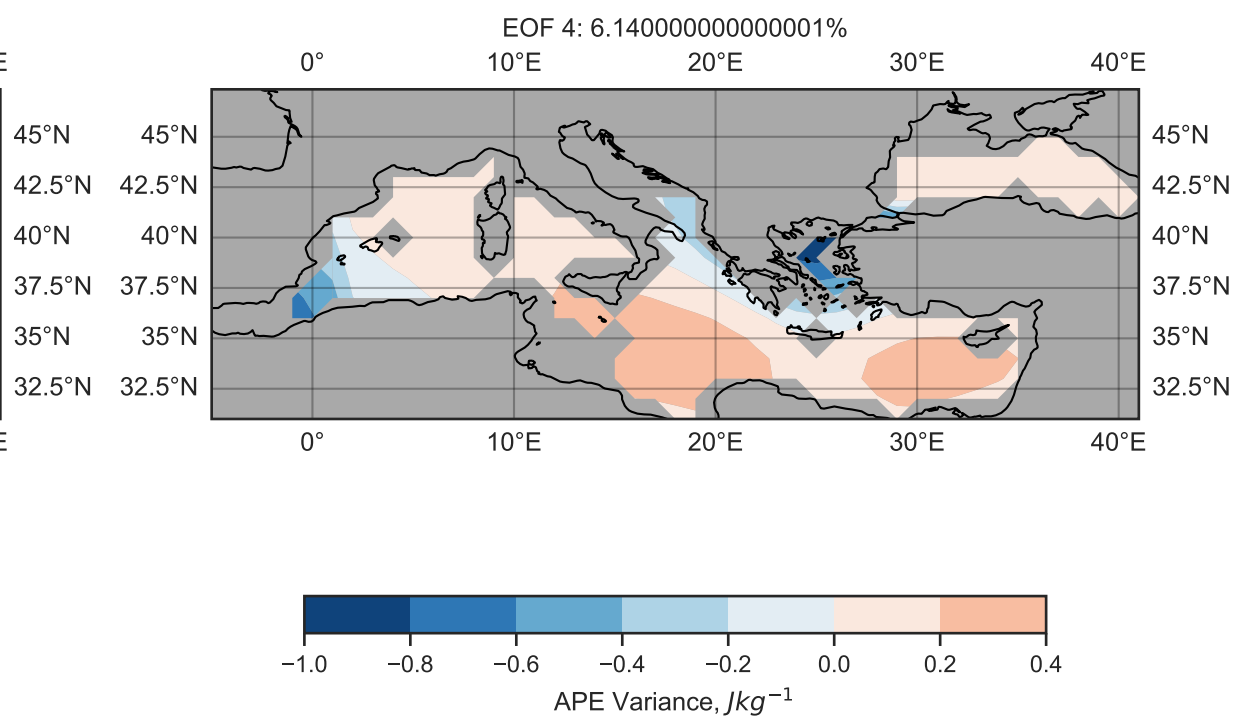 EOF 4: 6.140000000000001%
E 0° 10°E 20°E 30°E 40°E
45°N 45°N 45°N
42.5°N 42.5°N 42.5°N
40°N 40°N 40°N
37.5°N 37.5°N 37.5°N
35°N 35°N 35°N
32.5°N 32.5°N 32.5°N
E 0° 10°E 20°E 30°E 40°E
−1.0 −0.8 −0.6 −0.4 −0.2 0.0 0.2 0.4
APE Variance, Jkg⁻¹